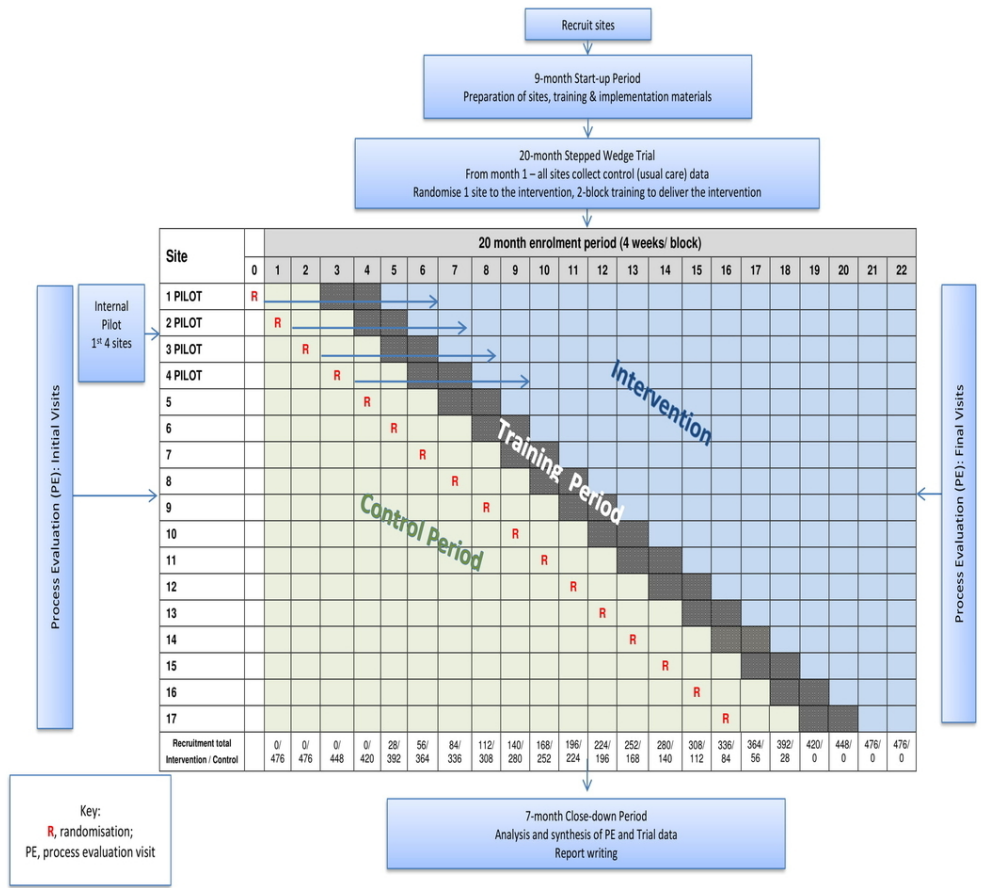 Recruit sites
9-month Start-up Period
Preparation of sites, training & implementation materials
20-month Stepped Wedge Trial
From month 1 – all sites collect control (usual care) data
Randomise 1 site to the intervention, 2-block training to deliver the intervention
Site
20 month enrolment period (4 weeks/ block)
0 1 2 3 4 5 6 7 8 9 10 11 12 13 14 15 16 17 18 19 20 21 22
Process Evaluation (PE): Initial Visits
Internal
Pilot
1st 4 sites
1 PILOT R
2 PILOT R
3 PILOT R
4 PILOT R
5 R
6 R
7 R
8 R
9 R
10 R
11 R
12 R
13 R
14 R
15 R
16 R
17 R
Intervention
Training Period
Control Period
Process Evaluation (PE): Final Visits
Recruitment total 0/ 0/ 0/ 0/ 28/ 56/ 84/ 112/ 140/ 168/ 196/ 224/ 252/ 280/ 308/ 336/ 364/ 392/ 420/ 448/ 476/ 476/
Intervention / Control 476 476 448 420 392 364 336 308 280 252 224 196 168 140 112 84 56 28 0 0 0 0
Key:
R, randomisation;
PE, process evaluation visit
7-month Close-down Period
Analysis and synthesis of PE and Trial data
Report writing